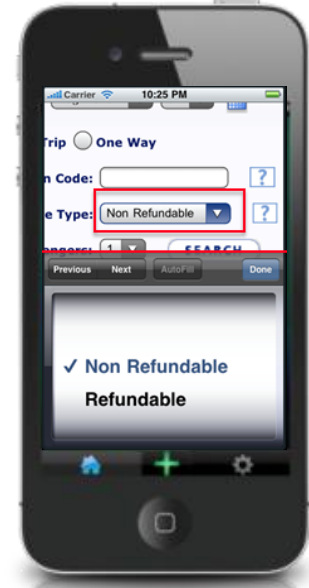 Carrier 10:25 PM
Trip One Way
n Code: ?
e Type: Non Refundable ?
1 SEARCH
Previous Next AutoFill Done
✓ Non Refundable
Refundable